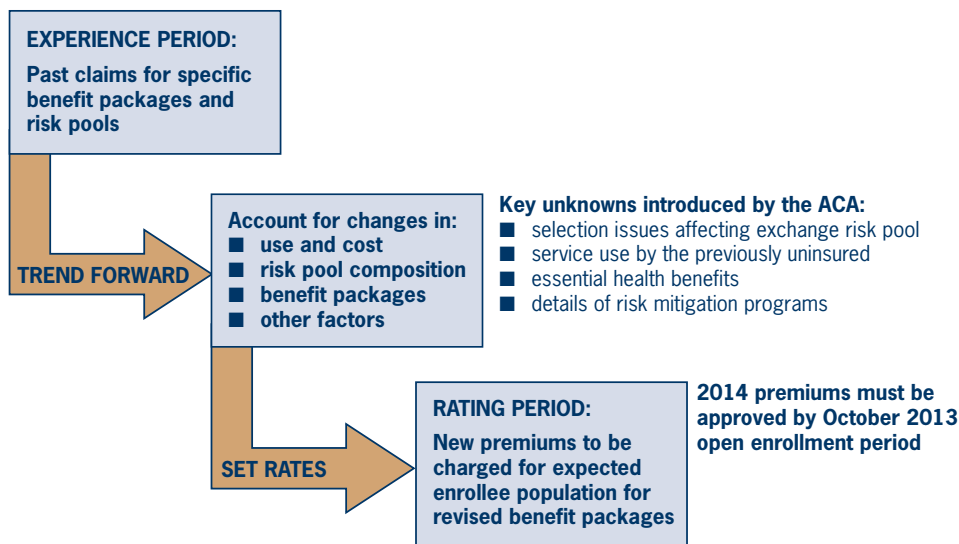 EXPERIENCE PERIOD:
Past claims for specific
benefit packages and
risk pools
TREND FORWARD
Account for changes in:
■ use and cost
■ risk pool composition
■ benefit packages
■ other factors
Key unknowns introduced by the ACA:
■ selection issues affecting exchange risk pool
■ service use by the previously uninsured
■ essential health benefits
■ details of risk mitigation programs
SET RATES
RATING PERIOD:
New premiums to be
charged for expected
enrollee population for
revised benefit packages
2014 premiums must be
approved by October 2013
open enrollment period